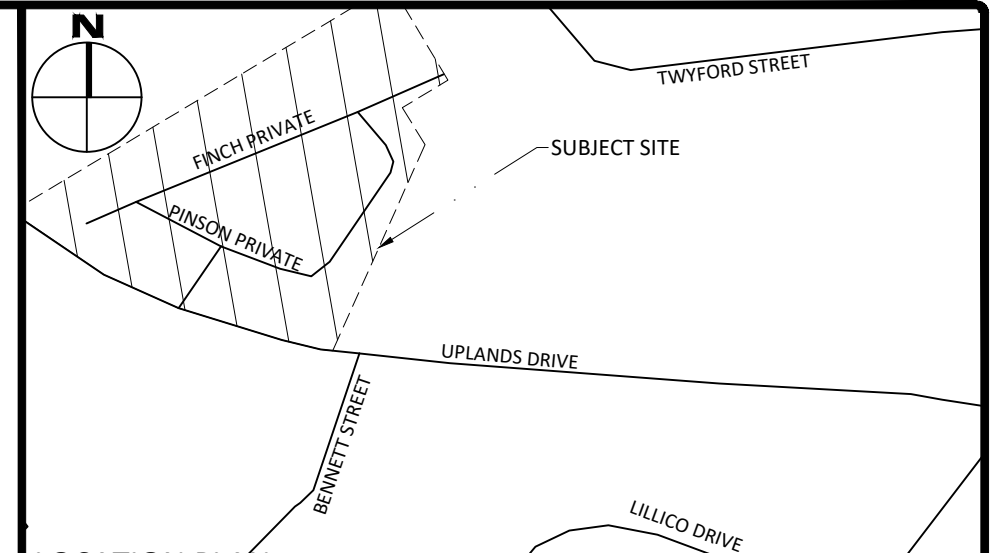 N
TWYFORD STREET
FINCH PRIVATE
SUBJECT SITE
PINSON PRIVATE
UPLANDS DRIVE
BENNETT STREET
LILLICO DRIVE